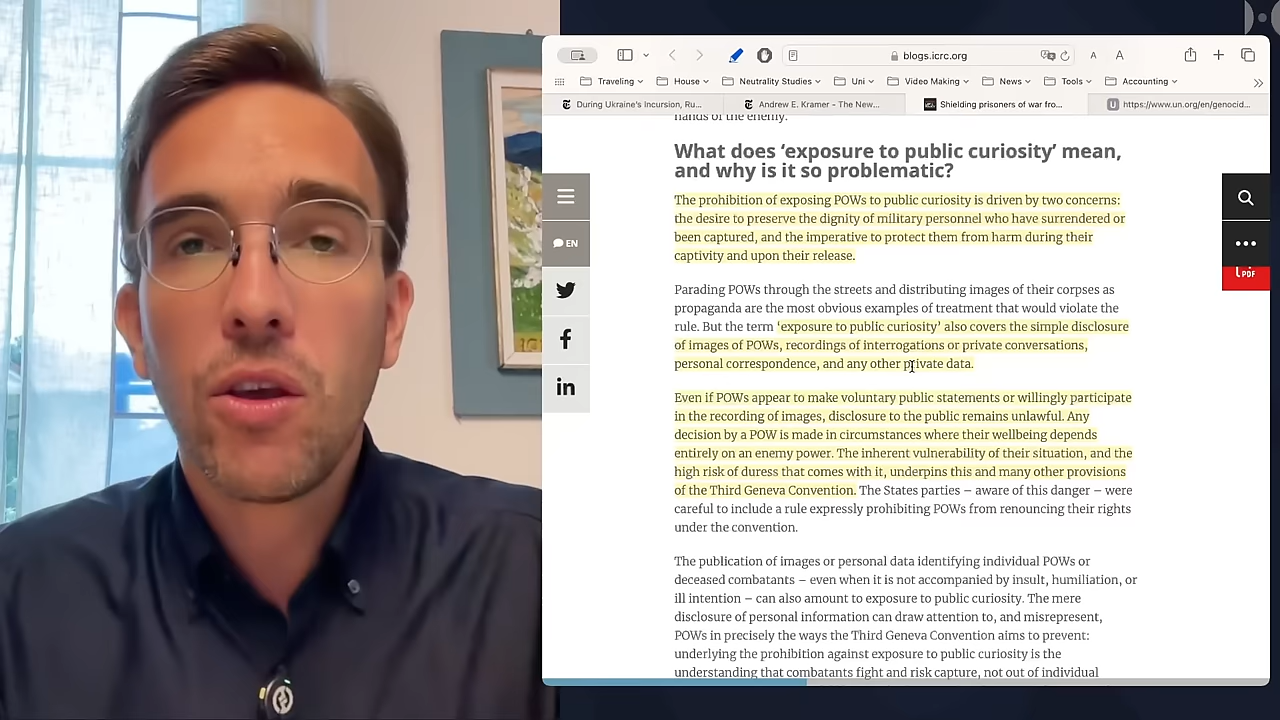 blogs.icrc.org
A
A
Traveling
House
Neutrality Studies
Uni
Video Making
News
Tools
Accounting
During Ukraine's Incursion, Ru...
Andrew E. Kramer - The New...
Shielding prisoners of war fro...
U
https://www.un.org/en/genocid...
hands of the enemy.
What does ‘exposure to public curiosity’ mean,
and why is it so problematic?
The prohibition of exposing POWs to public curiosity is driven by two concerns:
the desire to preserve the dignity of military personnel who have surrendered or
been captured, and the imperative to protect them from harm during their
captivity and upon their release.
EN
PDF
Parading POWs through the streets and distributing images of their corpses as
propaganda are the most obvious examples of treatment that would violate the
rule. But the term ‘exposure to public curiosity’ also covers the simple disclosure
of images of POWs, recordings of interrogations or private conversations,
personal correspondence, and any other private data.
Even if POWs appear to make voluntary public statements or willingly participate
in the recording of images, disclosure to the public remains unlawful. Any
decision by a POW is made in circumstances where their wellbeing depends
entirely on an enemy power. The inherent vulnerability of their situation, and the
high risk of duress that comes with it, underpins this and many other provisions
of the Third Geneva Convention. The States parties – aware of this danger – were
careful to include a rule expressly prohibiting POWs from renouncing their rights
under the convention.
The publication of images or personal data identifying individual POWs or
deceased combatants – even when it is not accompanied by insult, humiliation, or
ill intention – can also amount to exposure to public curiosity. The mere
disclosure of personal information can draw attention to, and misrepresent,
POWs in precisely the ways the Third Geneva Convention aims to prevent:
underlying the prohibition against exposure to public curiosity is the
understanding that combatants fight and risk capture, not out of individual